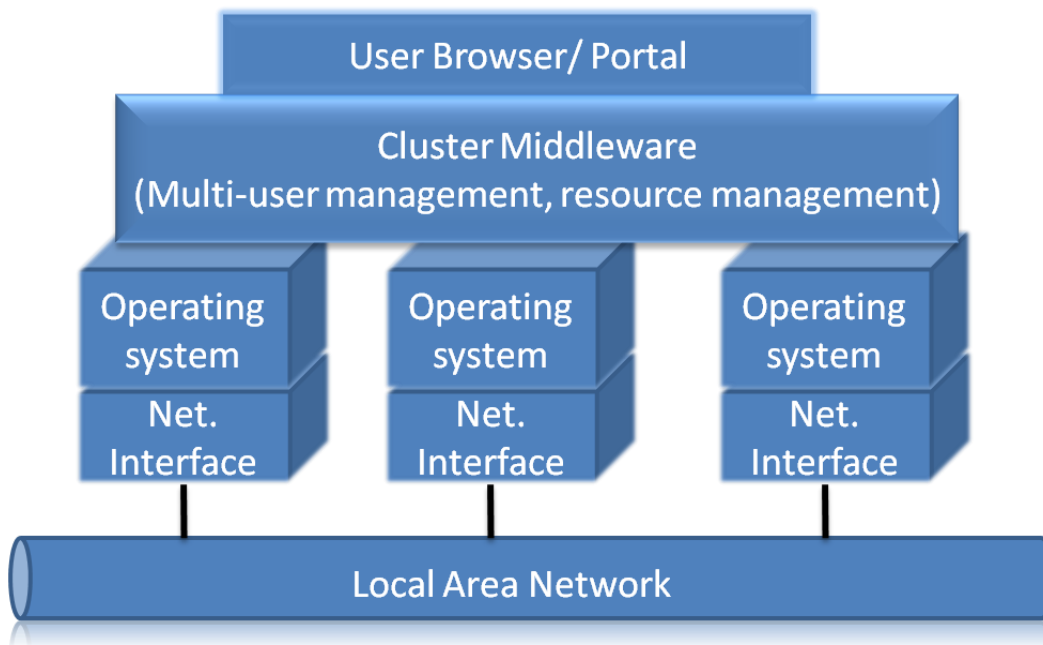 User Browser/ Portal
Cluster Middleware
(Multi-user management, resource management)
Operating
system
Net.
Interface
Operating
system
Net.
Interface
Operating
system
Net.
Interface
Local Area Network